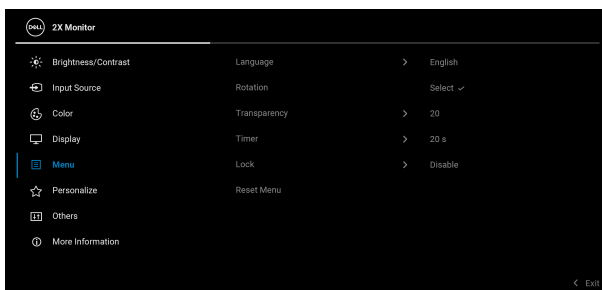 DELL 2X Monitor
Brightness/Contrast Language English
Input Source Rotation Select
Color Transparency 20
Display Timer 20 s
Menu Lock Disable
Personalize Reset Menu
Others
More Information
Exit